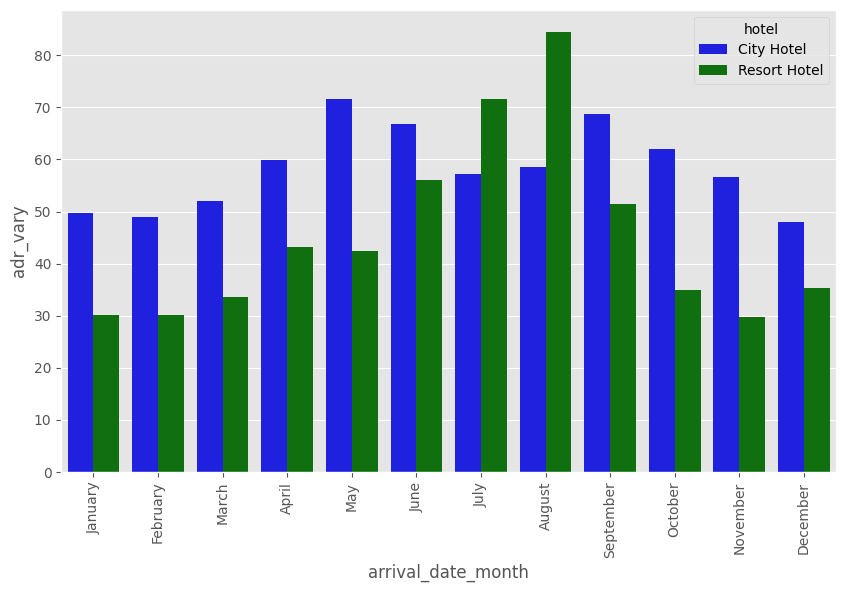 hotel
City Hotel
Resort Hotel
adr_vary
80
70
60
50
40
30
20
10
0
January
February
March
April
May
June
July
August
September
October
November
December
arrival_date_month